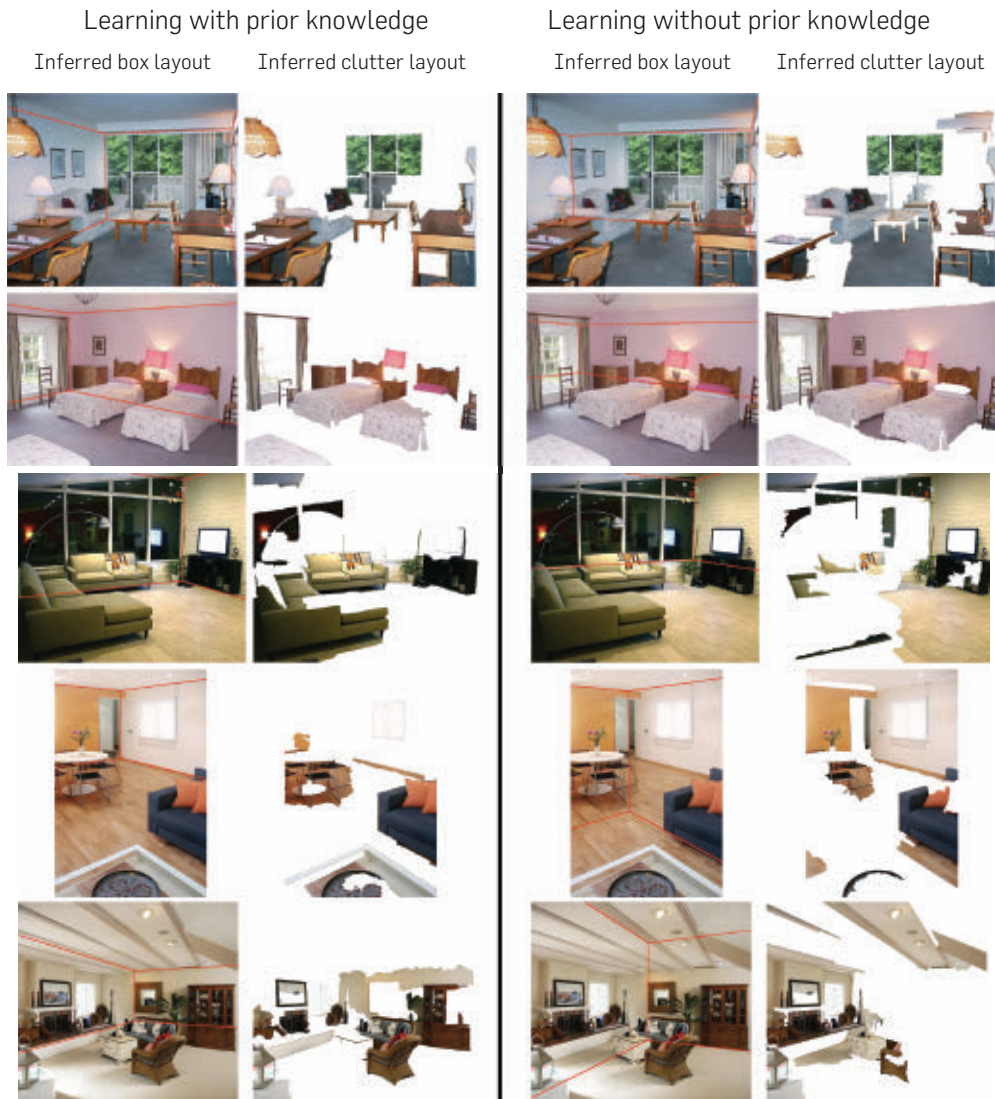 Learning with prior knowledge
Learning without prior knowledge
Inferred box layout
Inferred clutter layout
Inferred box layout
Inferred clutter layout